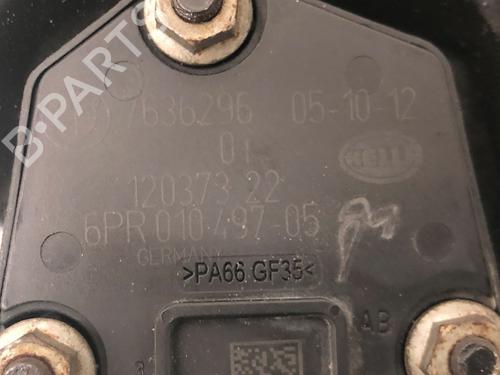 B-PARTS
7636296 05-10-12
01
HELLA
120373 22
6PR 010 497-05
GERMANY
>PA66 GF35<
AB